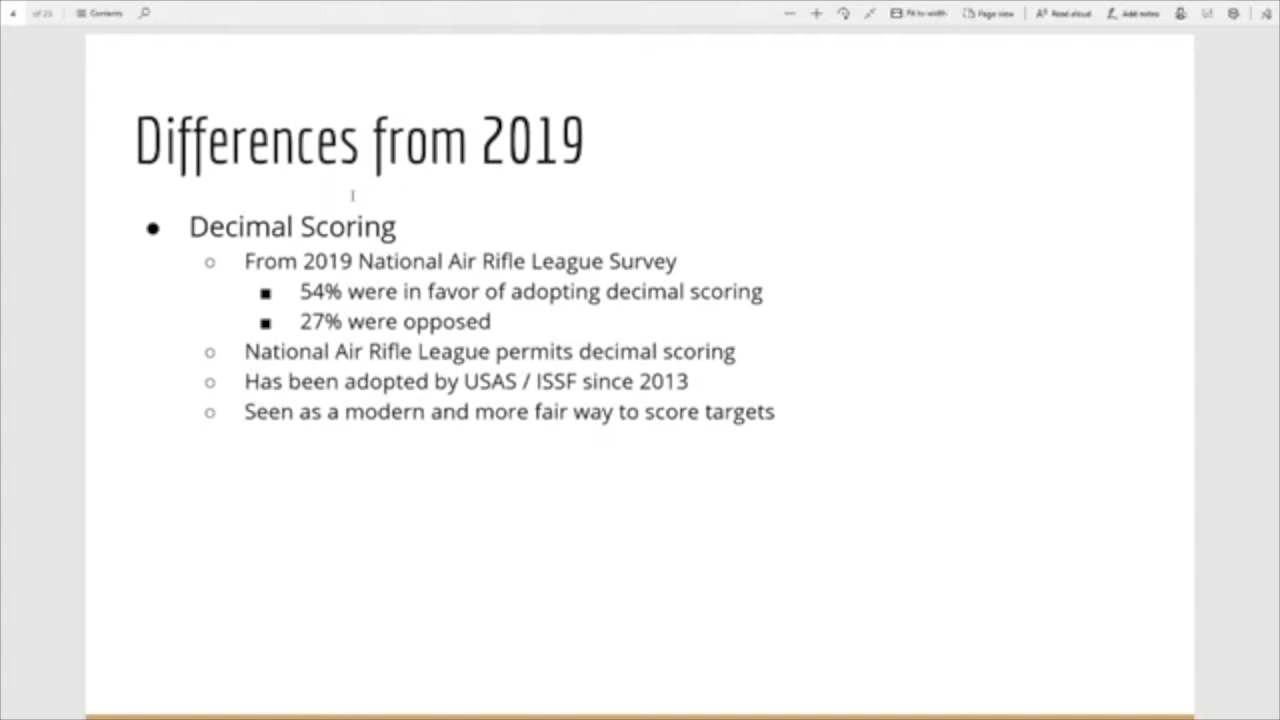 4 of 25 Contents Fit to width Page view Read aloud Add notes
Differences from 2019
● Decimal Scoring
○ From 2019 National Air Rifle League Survey
■ 54% were in favor of adopting decimal scoring
■ 27% were opposed
○ National Air Rifle League permits decimal scoring
○ Has been adopted by USAS / ISSF since 2013
○ Seen as a modern and more fair way to score targets